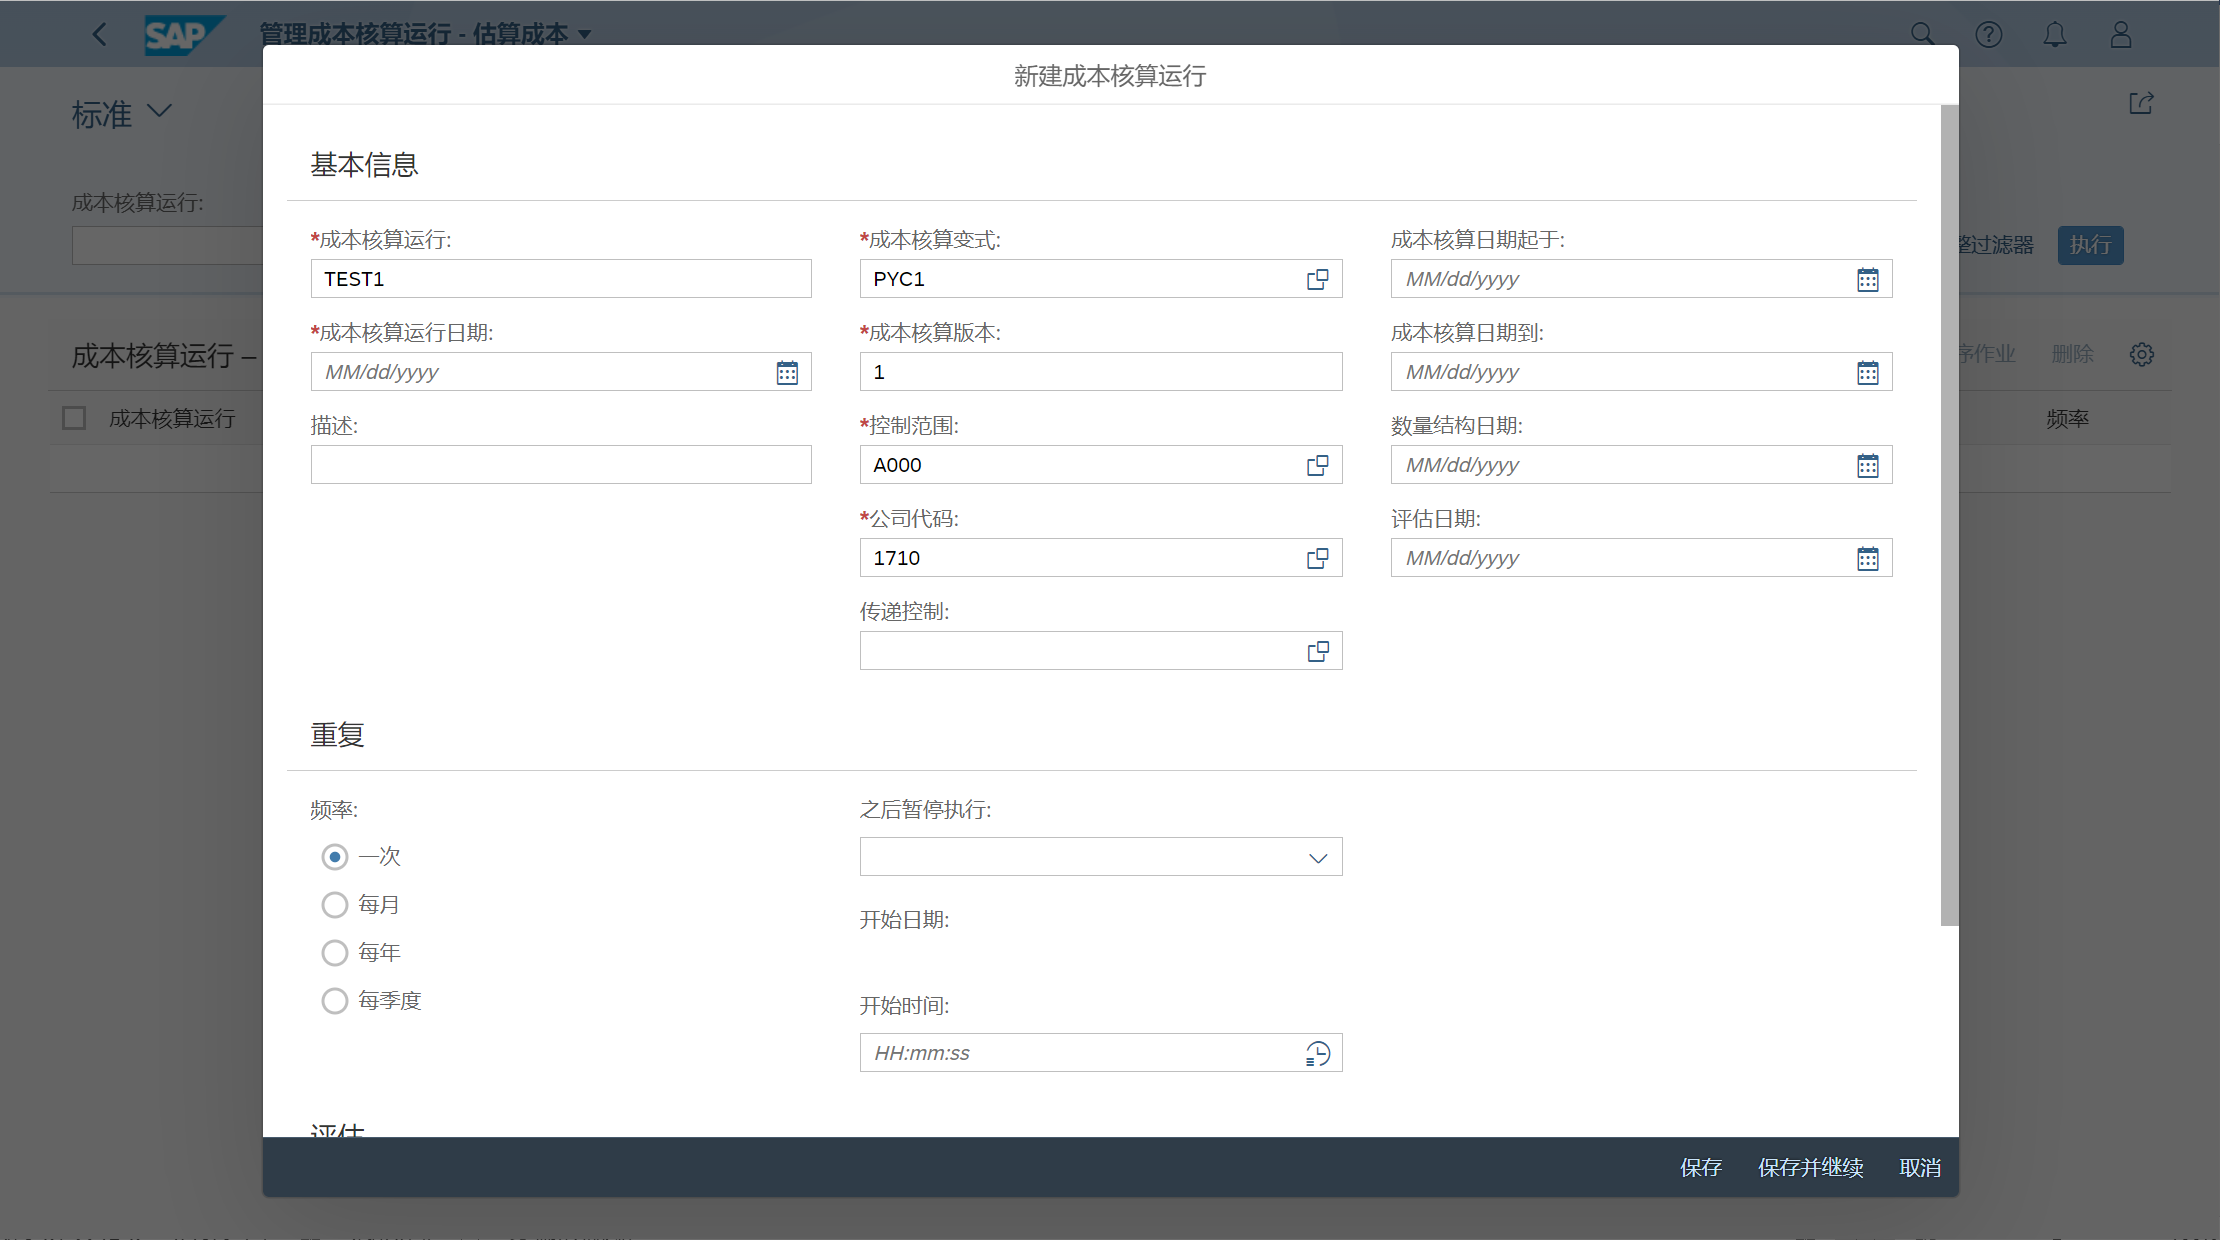 SAP
管理成本核算运行 - 估算成本
新建成本核算运行
标准
成本核算运行:
过滤器
执行
成本核算运行 –
序作业
删除
成本核算运行
频率
基本信息
*成本核算运行:
TEST1
*成本核算运行日期:
MM/dd/yyyy
描述:
*成本核算变式:
PYC1
*成本核算版本:
1
*控制范围:
A000
*公司代码:
1710
传递控制:
成本核算日期起于:
MM/dd/yyyy
成本核算日期到:
MM/dd/yyyy
数量结构日期:
MM/dd/yyyy
评估日期:
MM/dd/yyyy
重复
频率:
一次
每月
每年
每季度
之后暂停执行:
开始日期:
开始时间:
HH:mm:ss
评估
保存
保存并继续
取消